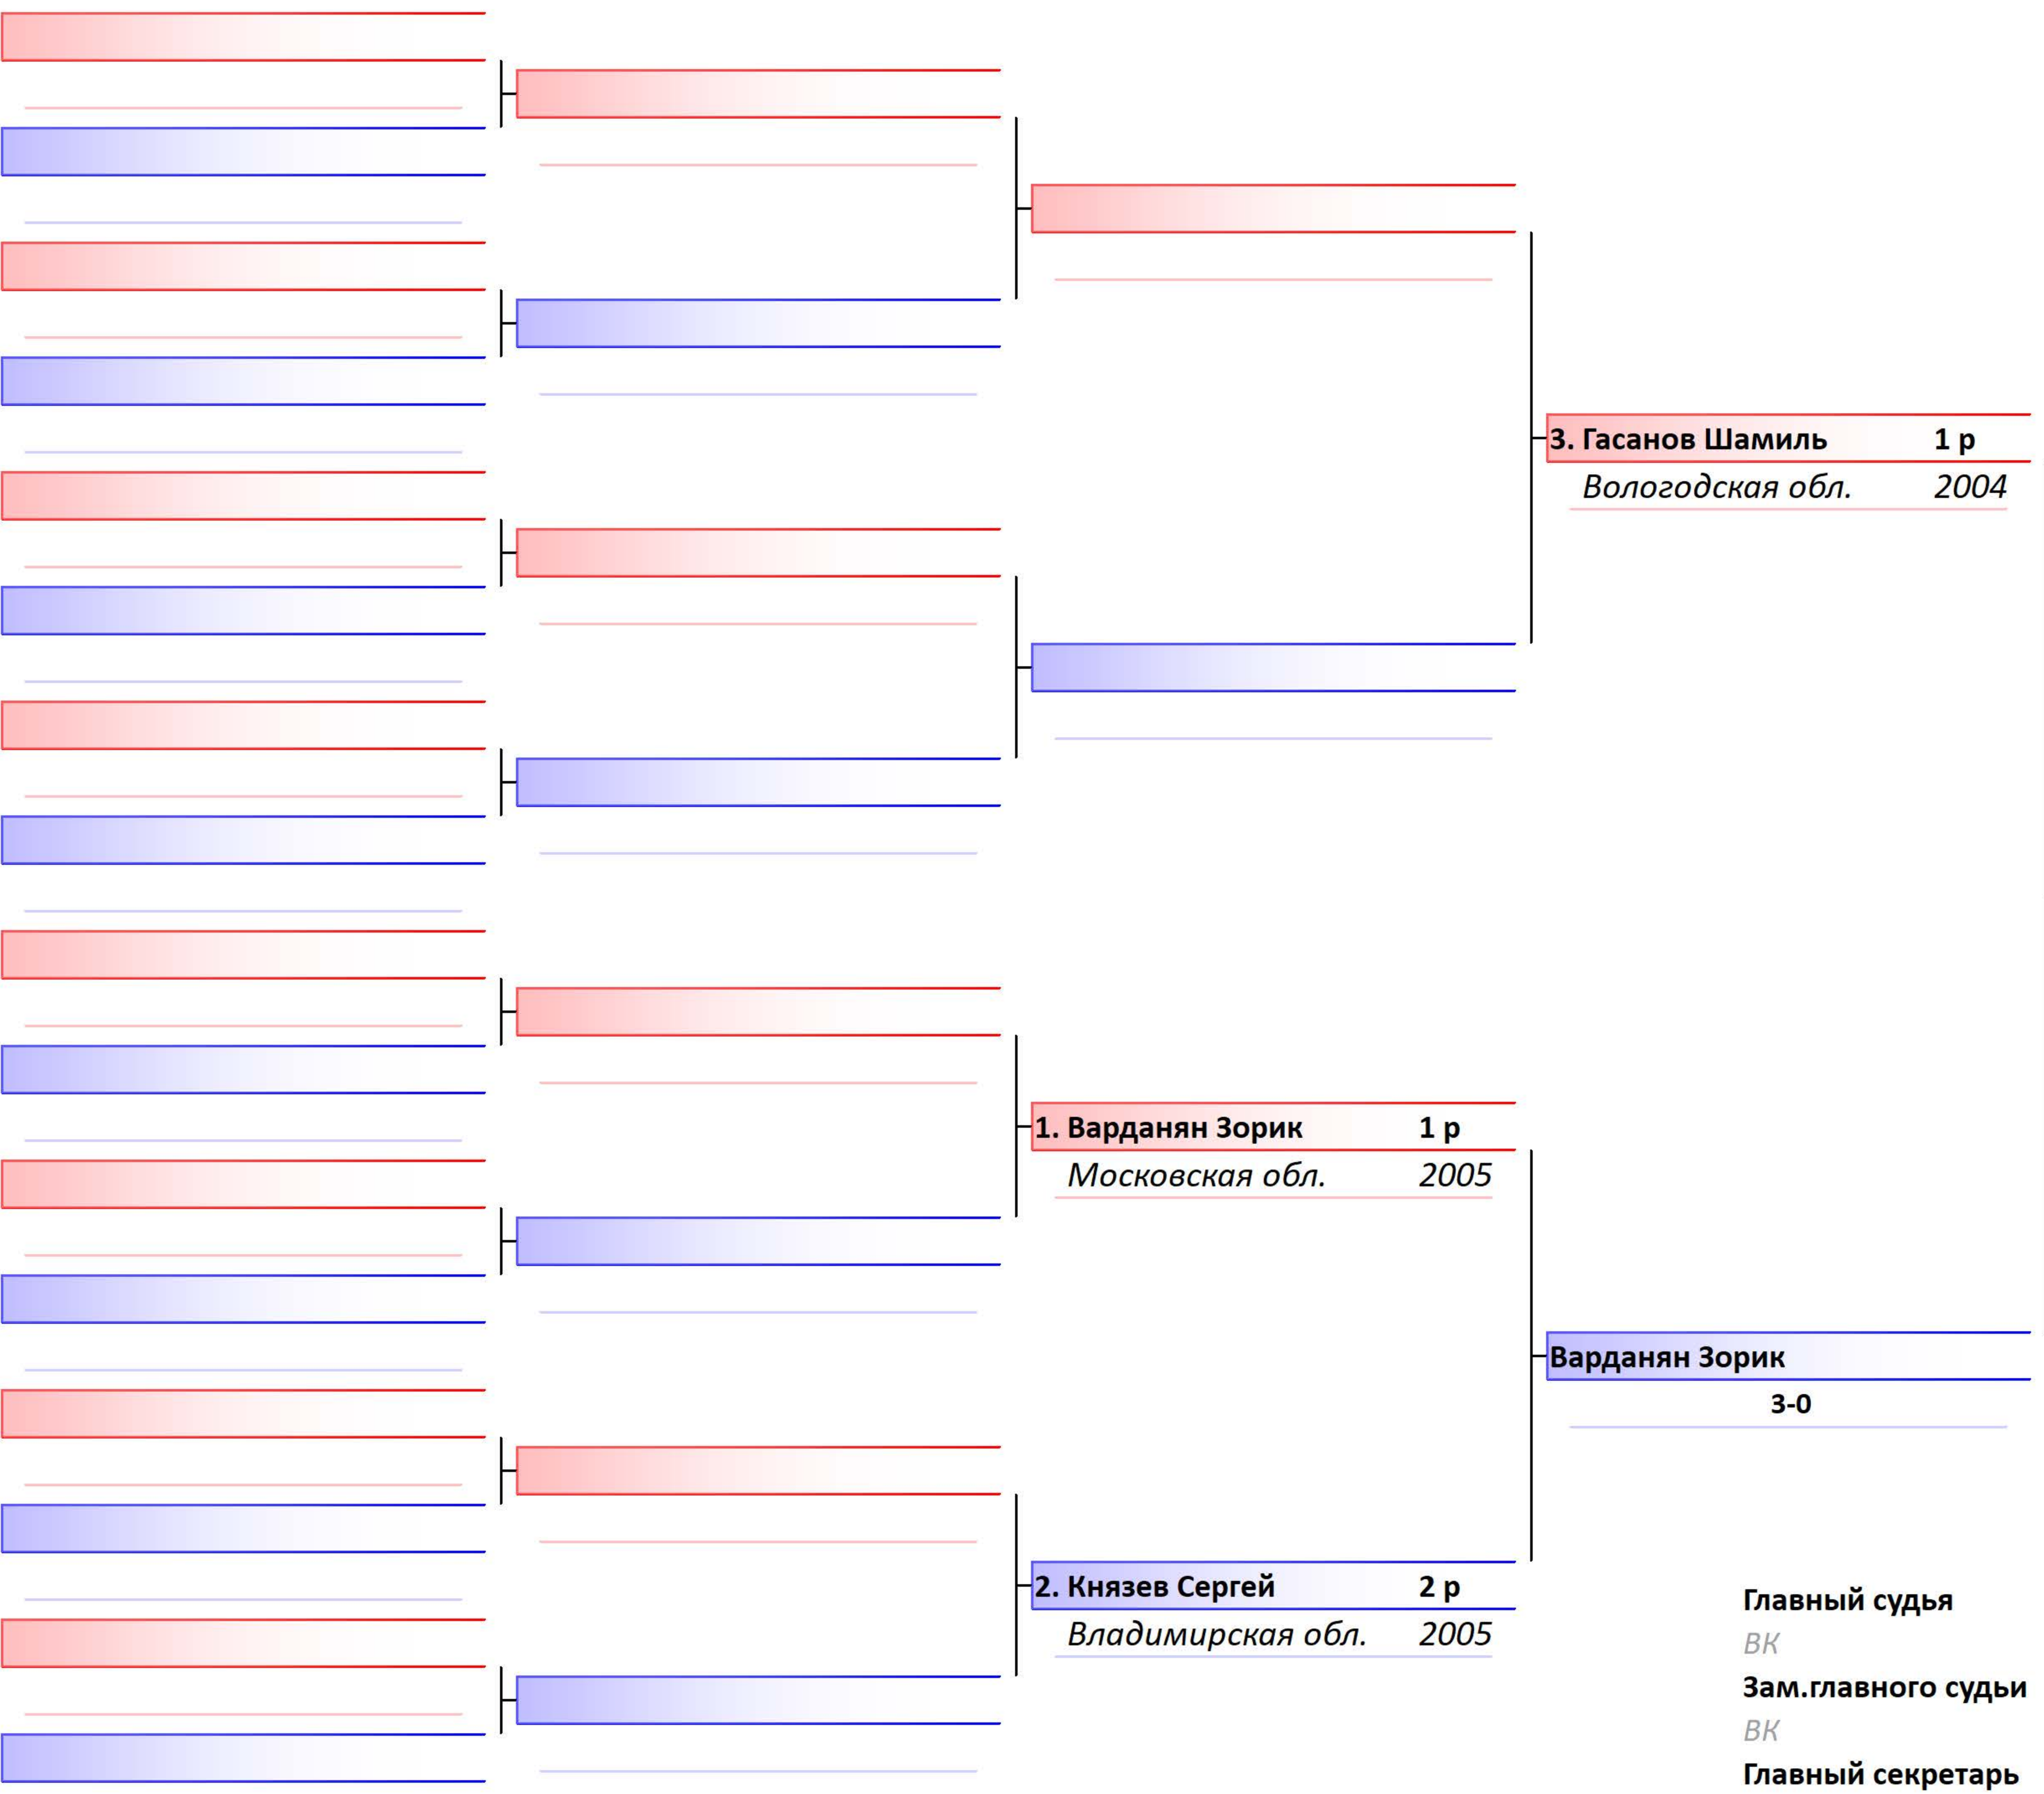 3. Гасанов Шамиль 1 р
Вологодская обл. 2004
1. Варданян Зорик 1 р
Московская обл. 2005
Варданян Зорик
3-0
2. Князев Сергей 2 р
Владимирская обл. 2005
Главный судья
ВК
Зам.главного судьи
ВК
Главный секретарь